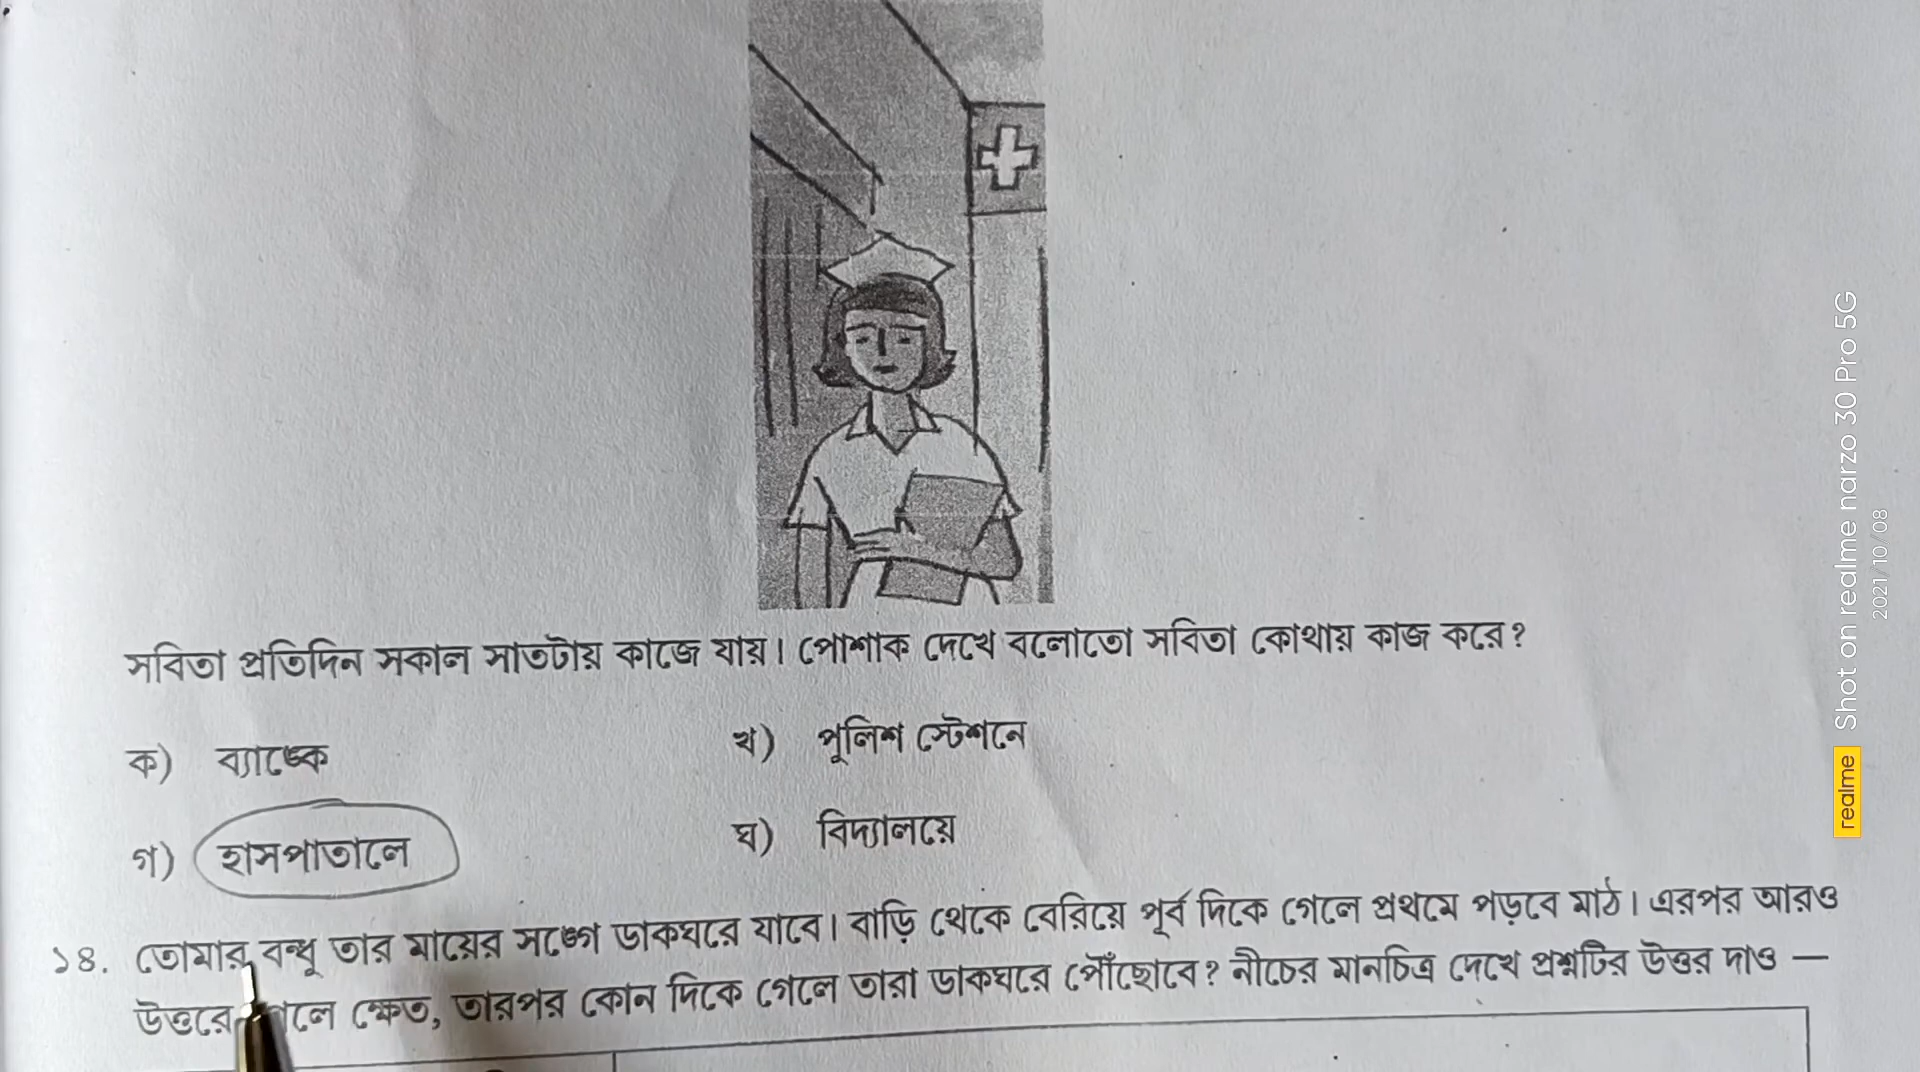 সবিতা প্রতিদিন সকাল সাতটায় কাজে যায়। পোশাক দেখে বলোতো সবিতা কোথায় কাজ করে?
ক) ব্যাঙ্কে
খ) পুলিশ স্টেশনে
গ) হাসপাতালে
ঘ) বিদ্যালয়ে
১৪. তোমার বন্ধু তার মায়ের সঙ্গে ডাকঘরে যাবে। বাড়ি থেকে বেরিয়ে পূর্ব দিকে গেলে প্রথমে পড়বে মাঠ। এরপর আরও
উত্তরে ক্ষেত, তারপর কোন দিকে গেলে তারা ডাকঘরে পৌঁছোবে? নীচের মানচিত্র দেখে প্রশ্নটির উত্তর দাও —
realme Shot on realme narzo 30 Pro 5G
2021/10/08